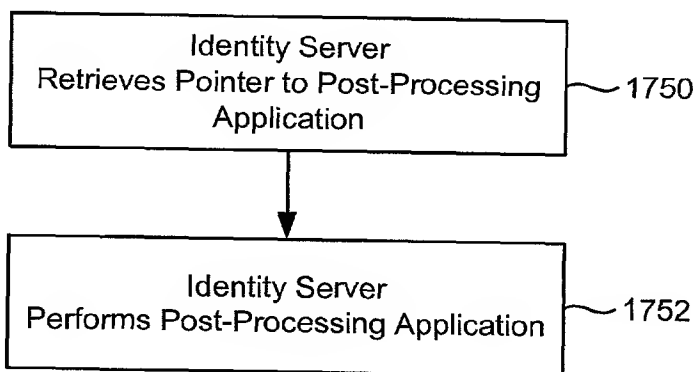 Identity Server
Retrieves Pointer to Post-Processing
Application
1750
Identity Server
Performs Post-Processing Application
1752